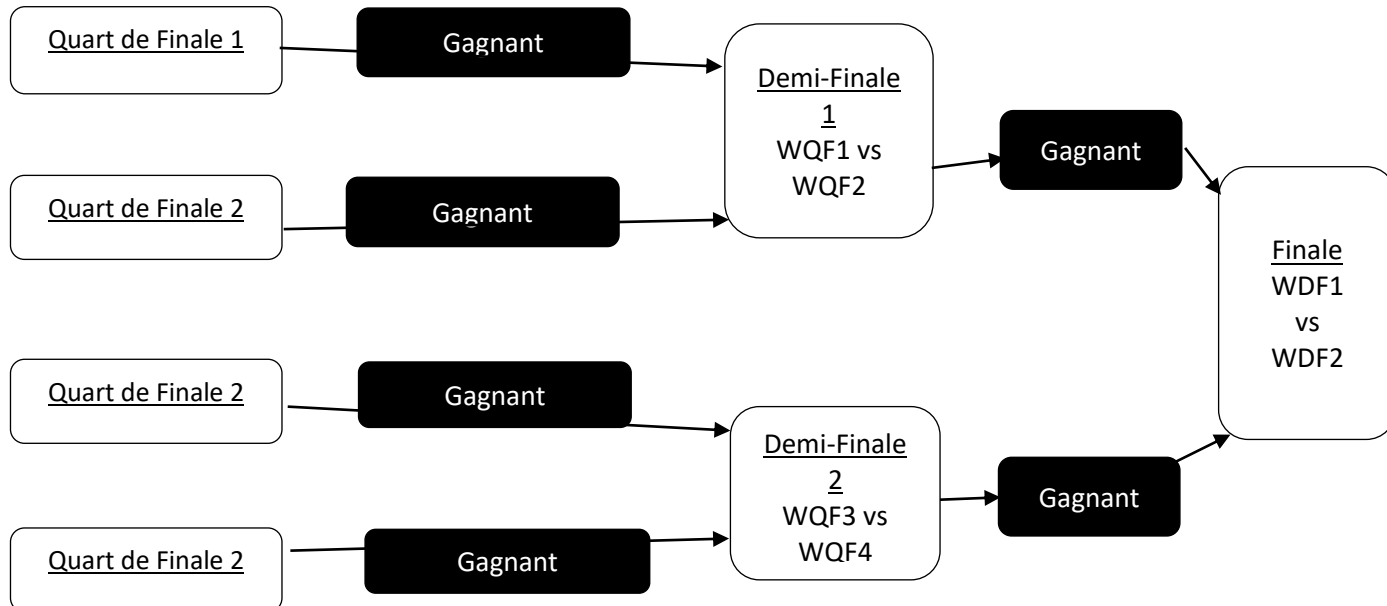 Quart de Finale 1
Gagnant
Quart de Finale 2
Gagnant
Demi-Finale
1
WQF1 vs
WQF2
Gagnant
Quart de Finale 2
Gagnant
Quart de Finale 2
Gagnant
Demi-Finale
2
WQF3 vs
WQF4
Gagnant
Finale
WDF1
vs
WDF2